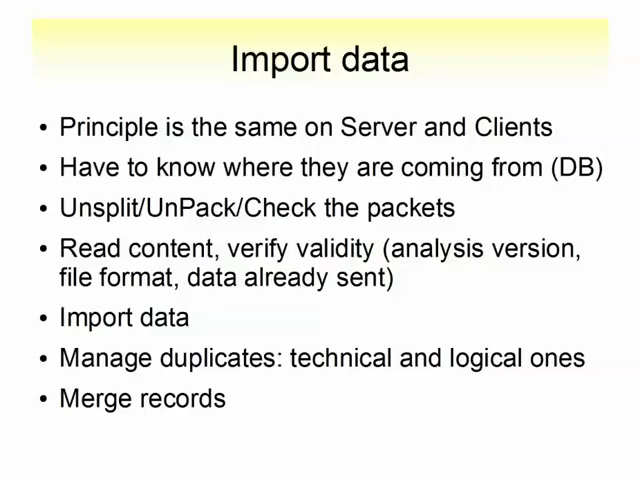 Import data
• Principle is the same on Server and Clients
• Have to know where they are coming from (DB)
• Unsplit/UnPack/Check the packets
• Read content, verify validity (analysis version,
file format, data already sent)
• Import data
• Manage duplicates: technical and logical ones
• Merge records